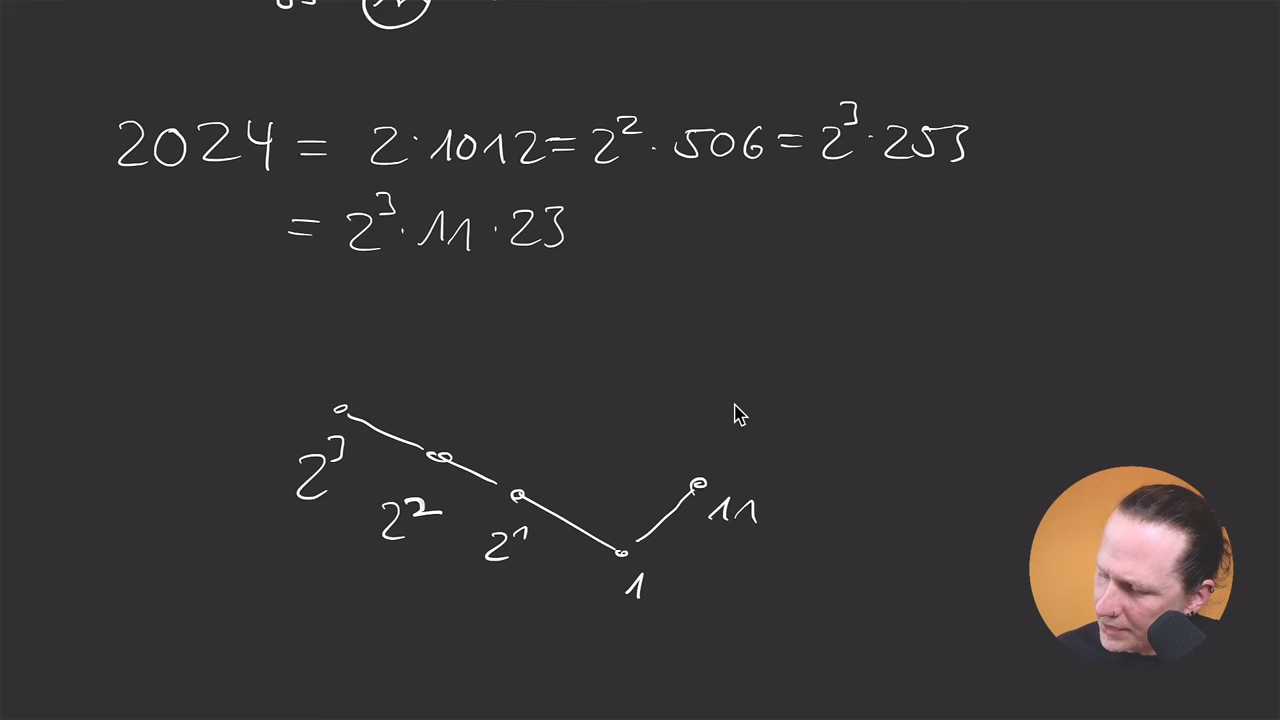 2024 = 2·1012 = 2² · 506 = 2³ · 253
= 2³ · 11 · 23
2³
2²
2¹
11
1